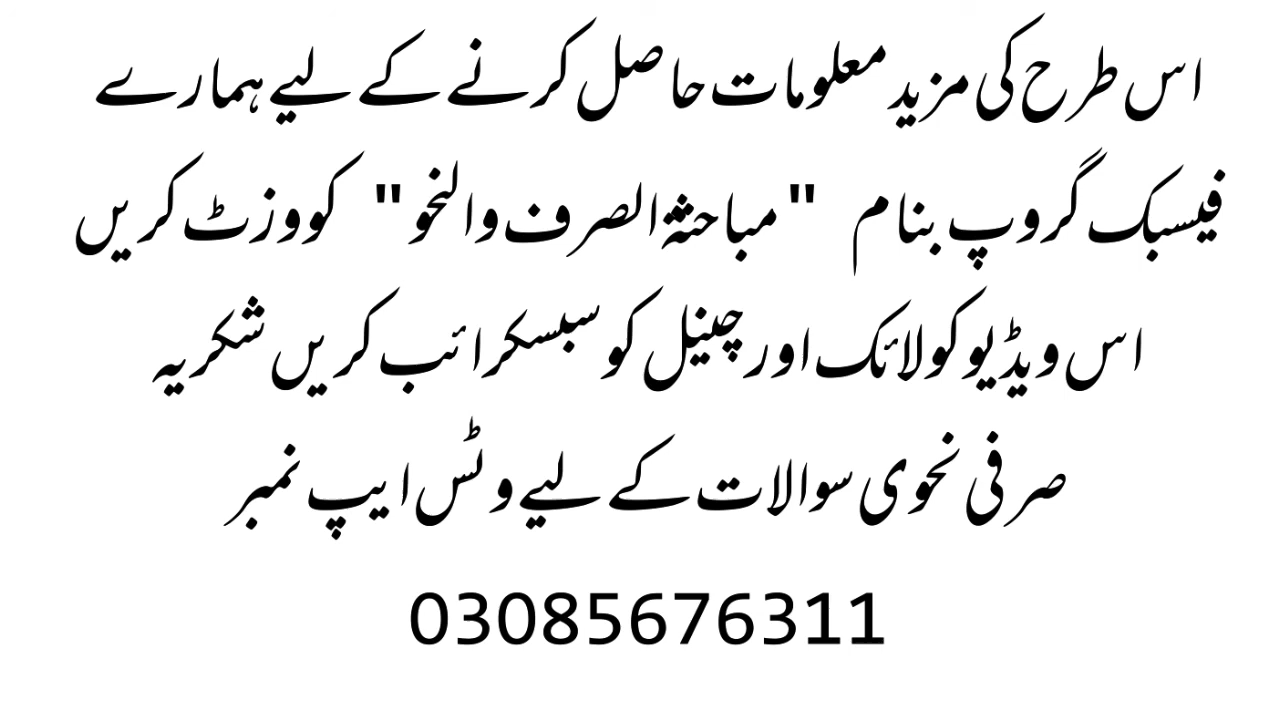 اس طرح کی مزید معلومات حاصل کرنے کے لیے ہمارے
فیسبک گروپ بنام "مباحثۃ الصرف والنحو" کو وزٹ کریں
اس ویڈیو کو لائک اور چینیل کو سبسکرائب کریں شکریہ
صرفی نحوی سوالات کے لیے وٹس ایپ نمبر
03085676311